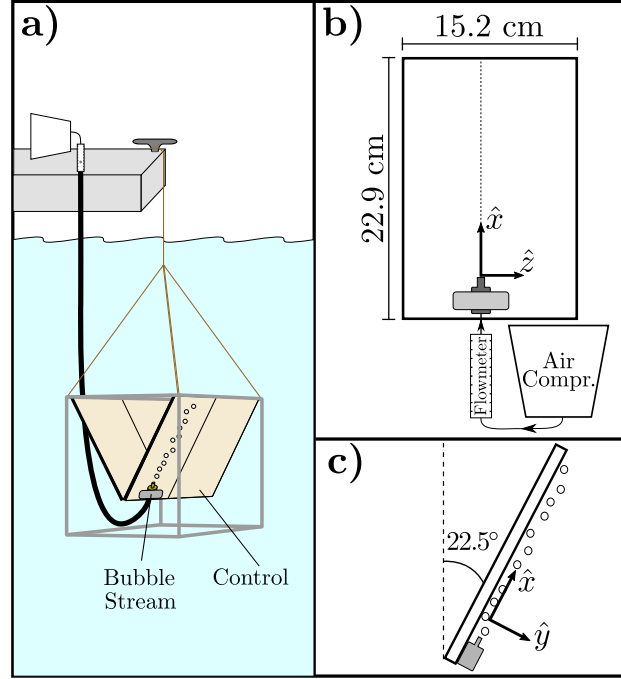 a)
Bubble
Stream
Control
b)
15.2 cm
22.9 cm
x̂
ẑ
Flowmeter
Air
Compr.
c)
22.5°
x̂
ŷ